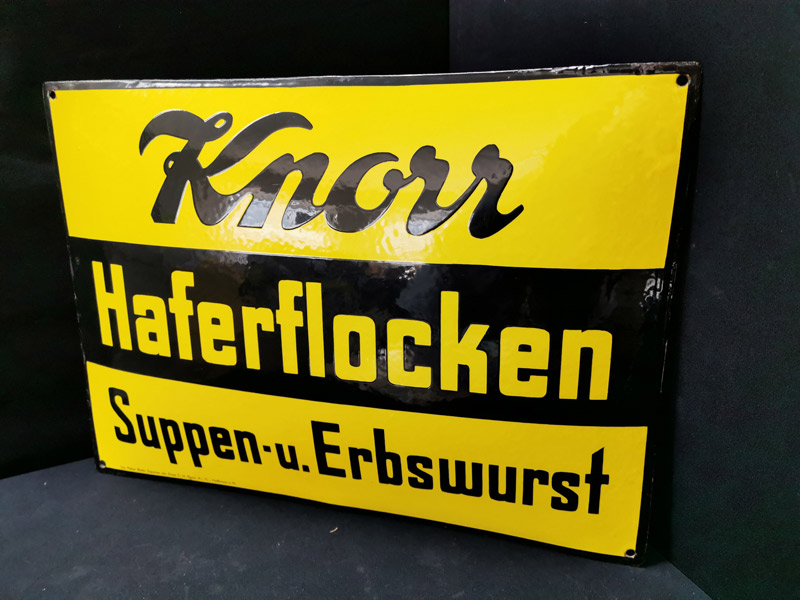 Knorr
Haferflocken
Suppen- u. Erbswurst